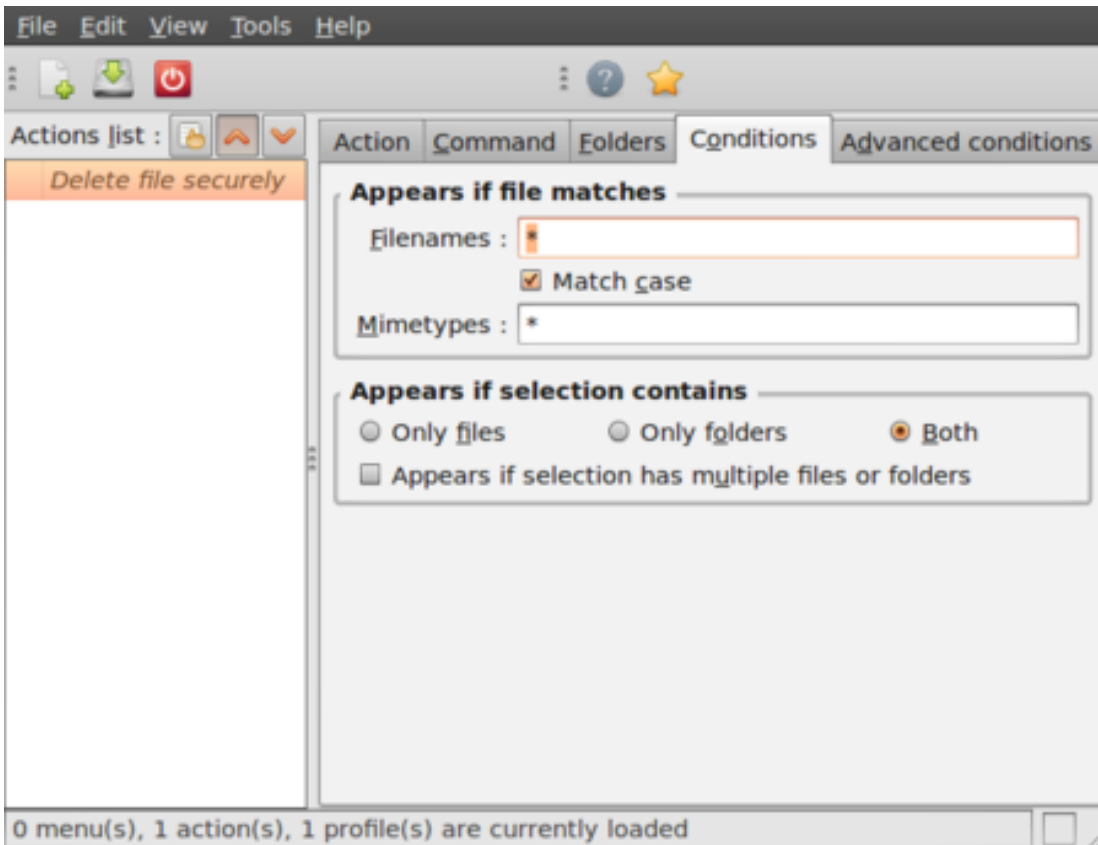 File Edit View Tools Help
Actions list :
Delete file securely
Action Command Folders Conditions Advanced conditions
Appears if file matches
Filenames : *
Match case
Mimetypes : *
Appears if selection contains
Only files Only folders Both
Appears if selection has multiple files or folders
0 menu(s), 1 action(s), 1 profile(s) are currently loaded